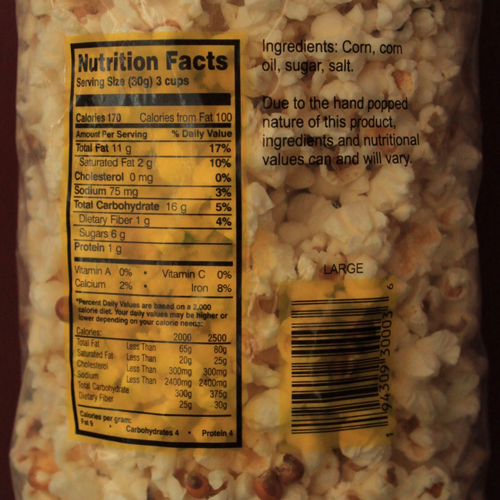 Nutrition Facts
Serving Size (30g) 3 cups
Calories 170 Calories from Fat 100
Amount Per Serving % Daily Value
Total Fat 11 g 17%
Saturated Fat 2 g 10%
Cholesterol 0 mg 0%
Sodium 75 mg 3%
Total Carbohydrate 16 g 5%
Dietary Fiber 1 g 4%
Sugars 6 g
Protein 1 g
Vitamin A 0% • Vitamin C 0%
Calcium 2% • Iron 8%
*Percent Daily Values are based on a 2,000
calorie diet. Your daily values may be higher or
lower depending on your calorie needs:
Calories: 2000 2500
Total Fat Less Than 65g 80g
Saturated Fat Less Than 20g 25g
Cholesterol Less Than 300mg 300mg
Sodium Less Than 2400mg 2400mg
Total Carbohydrate 300g 375g
Dietary Fiber 25g 30g
Calories per gram:
Fat 9 • Carbohydrates 4 • Protein 4
Ingredients: Corn, corn
oil, sugar, salt.
Due to the hand popped
nature of this product,
ingredients and nutritional
values can and will vary.
LARGE
1 94309 30003 6